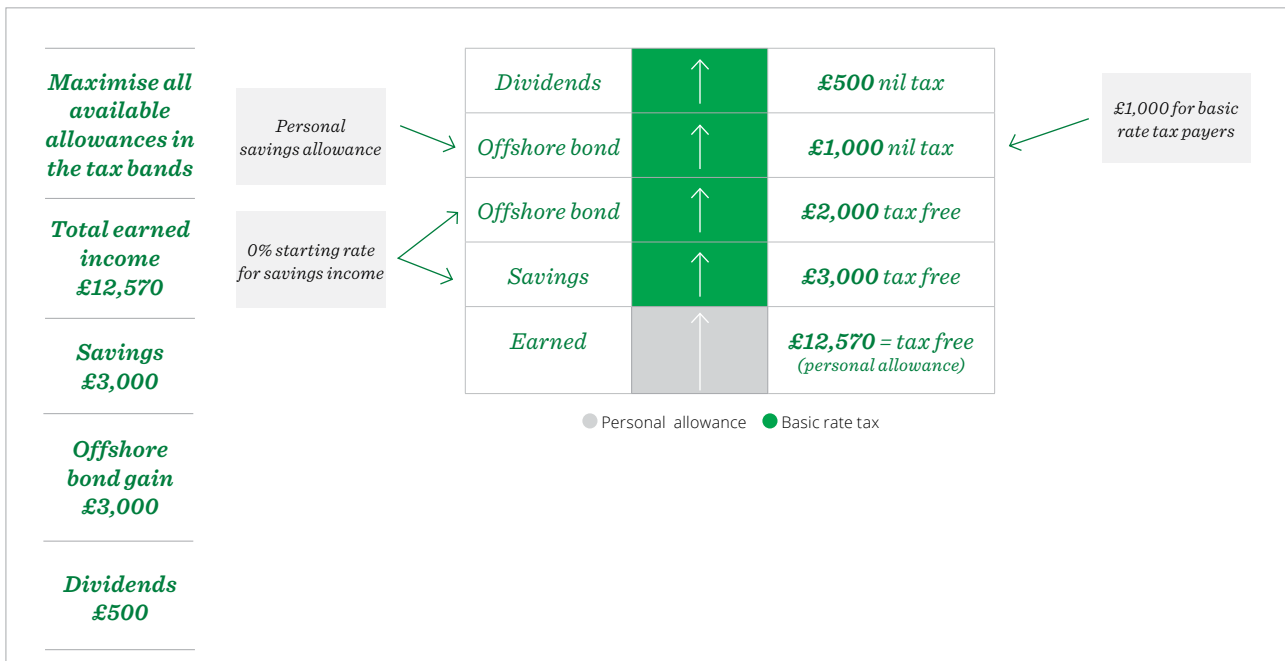 Maximise all
available
allowances in
the tax bands
Total earned
income
£12,570
Savings
£3,000
Offshore
bond gain
£3,000
Dividends
£500
Personal
savings allowance
0% starting rate
for savings income
Dividends
£500 nil tax
Offshore bond
£1,000 nil tax
Offshore bond
£2,000 tax free
Savings
£3,000 tax free
Earned
£12,570 = tax free
(personal allowance)
Personal allowance
Basic rate tax
£1,000 for basic
rate tax payers